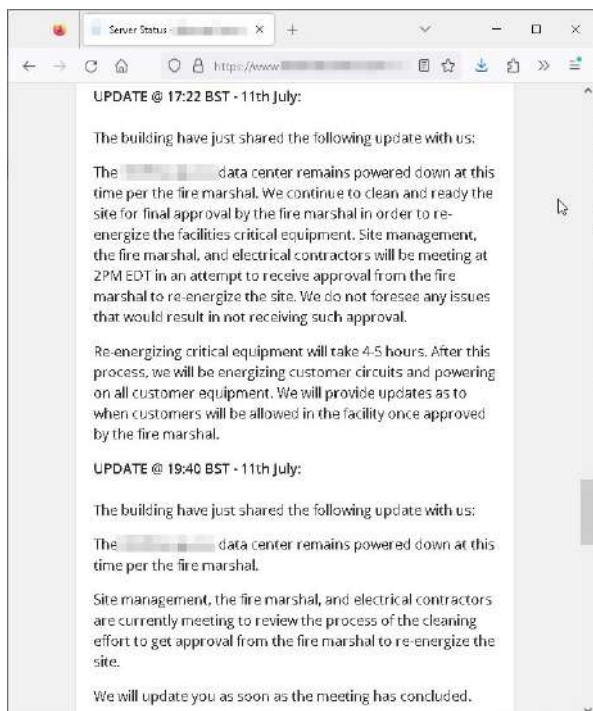 Server Status -
https://www
UPDATE @ 17:22 BST - 11th July:
The building have just shared the following update with us:
The data center remains powered down at this
time per the fire marshal. We continue to clean and ready the
site for final approval by the fire marshal in order to re-
energize the facilities critical equipment. Site management,
the fire marshal, and electrical contractors will be meeting at
2PM EDT in an attempt to receive approval from the fire
marshal to re-energize the site. We do not foresee any issues
that would result in not receiving such approval.
Re-energizing critical equipment will take 4-5 hours. After this
process, we will be energizing customer circuits and powering
on all customer equipment. We will provide updates as to
when customers will be allowed in the facility once approved
by the fire marshal.
UPDATE @ 19:40 BST - 11th July:
The building have just shared the following update with us:
The data center remains powered down at this
time per the fire marshal.
Site management, the fire marshal, and electrical contractors
are currently meeting to review the process of the cleaning
effort to get approval from the fire marshal to re-energize the
site.
We will update you as soon as the meeting has concluded.